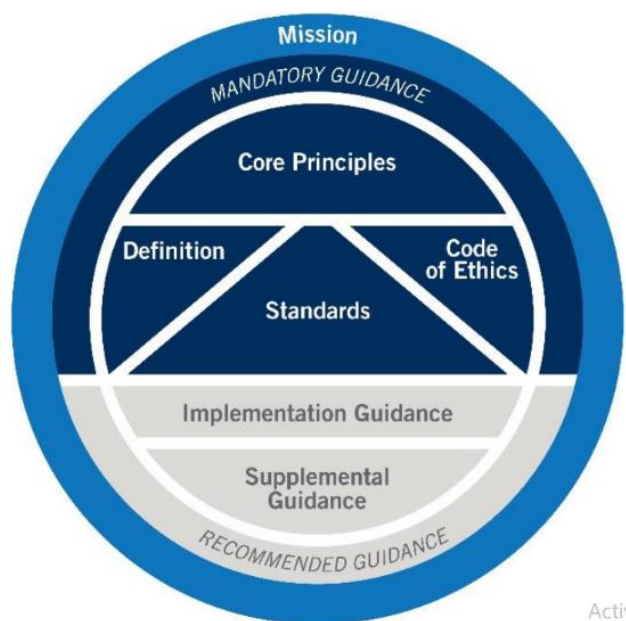 Mission
MANDATORY GUIDANCE
Core Principles
Definition
Code
of Ethics
Standards
Implementation Guidance
Supplemental
Guidance
RECOMMENDED GUIDANCE